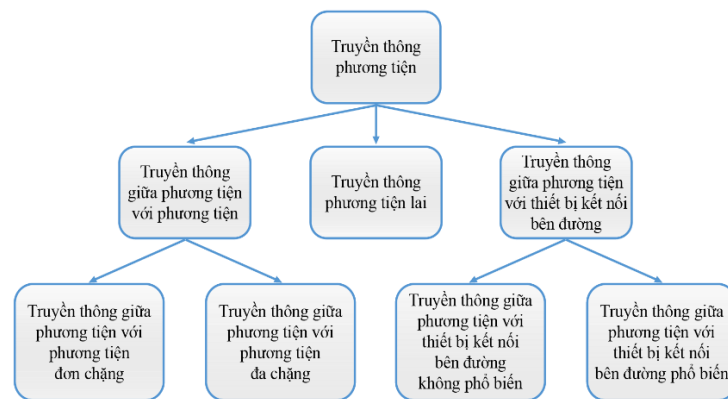 Truyền thông
phương tiện
Truyền thông
giữa phương tiện
với phương tiện
Truyền thông
phương tiện lai
Truyền thông
giữa phương tiện
với thiết bị kết nối
bên đường
Truyền thông giữa
phương tiện với
phương tiện
đơn chặng
Truyền thông giữa
phương tiện với
phương tiện
đa chặng
Truyền thông giữa
phương tiện với
thiết bị kết nối
bên đường
không phổ biến
Truyền thông giữa
phương tiện với
thiết bị kết nối
bên đường phổ biến